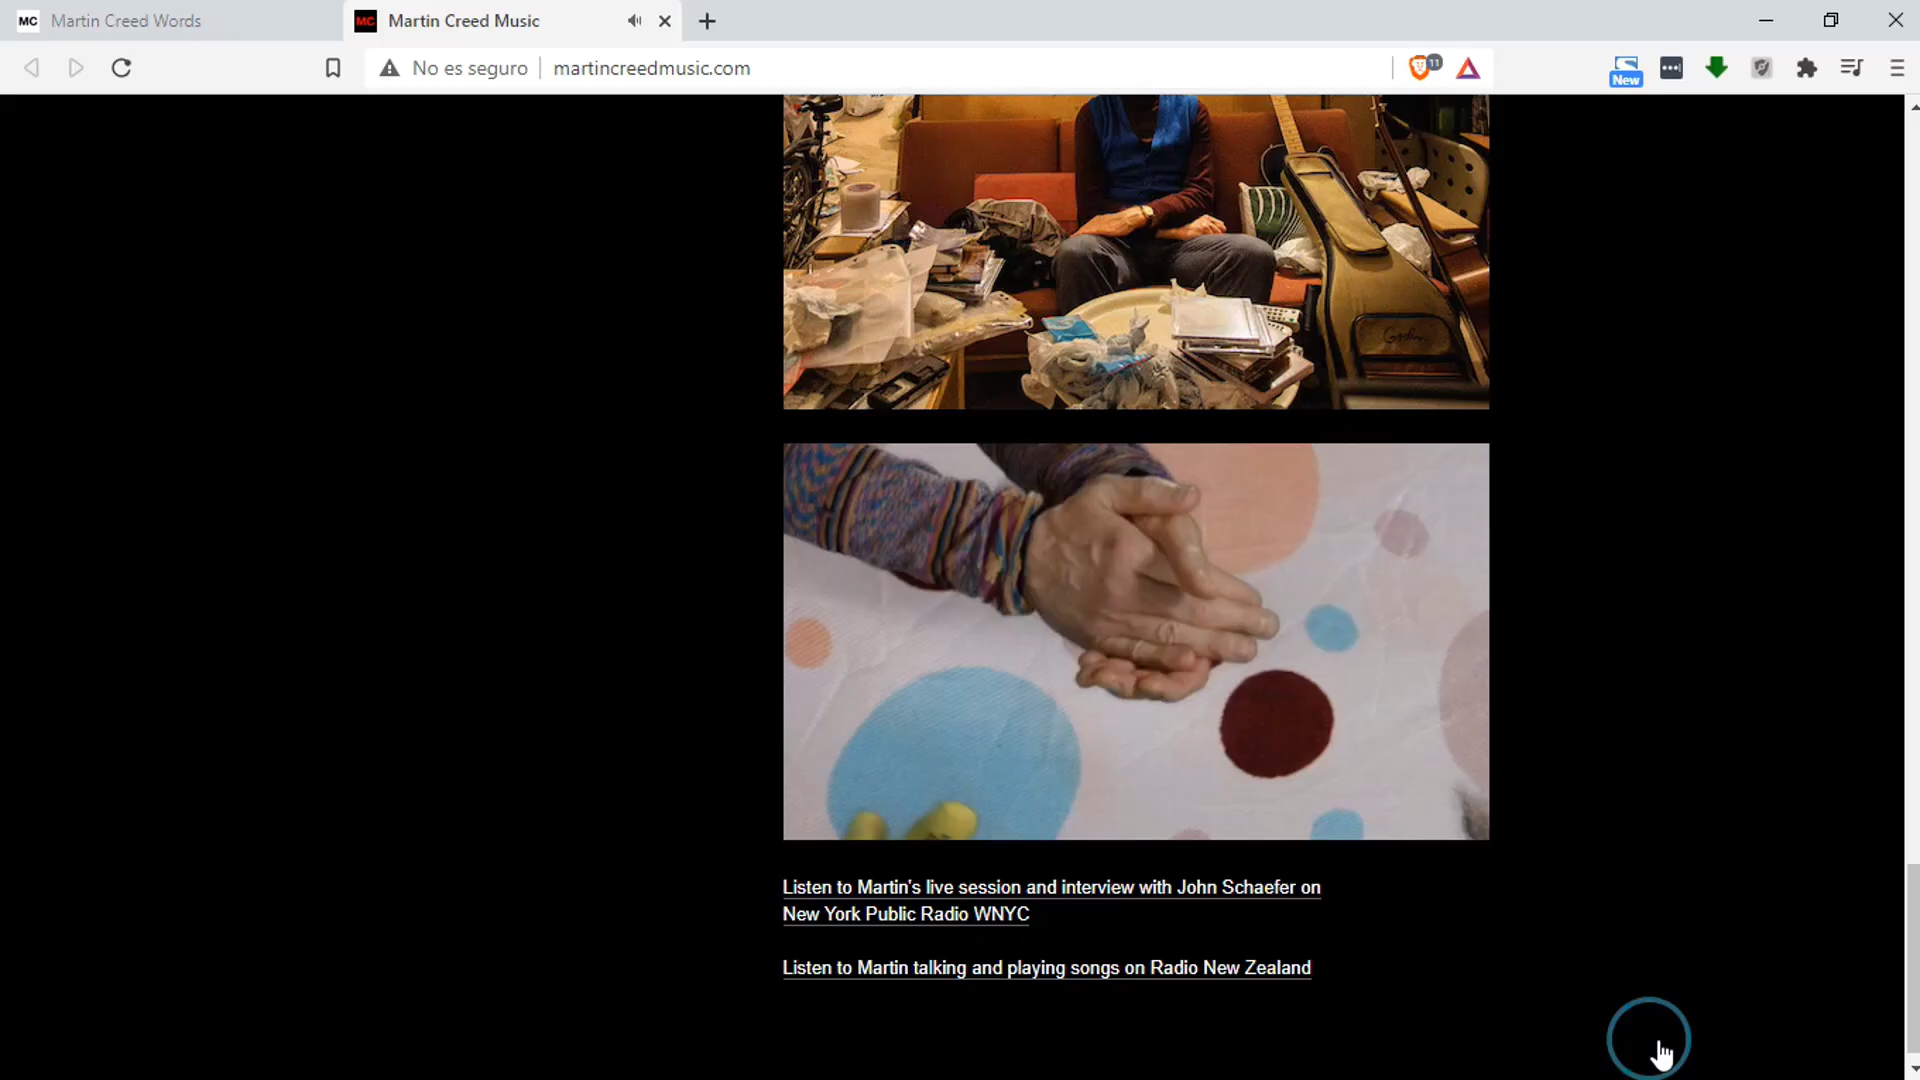 MC Martin Creed Words
MC Martin Creed Music
No es seguro martincreedmusic.com
11
New
Godin
Listen to Martin's live session and interview with John Schaefer on
New York Public Radio WNYC
Listen to Martin talking and playing songs on Radio New Zealand